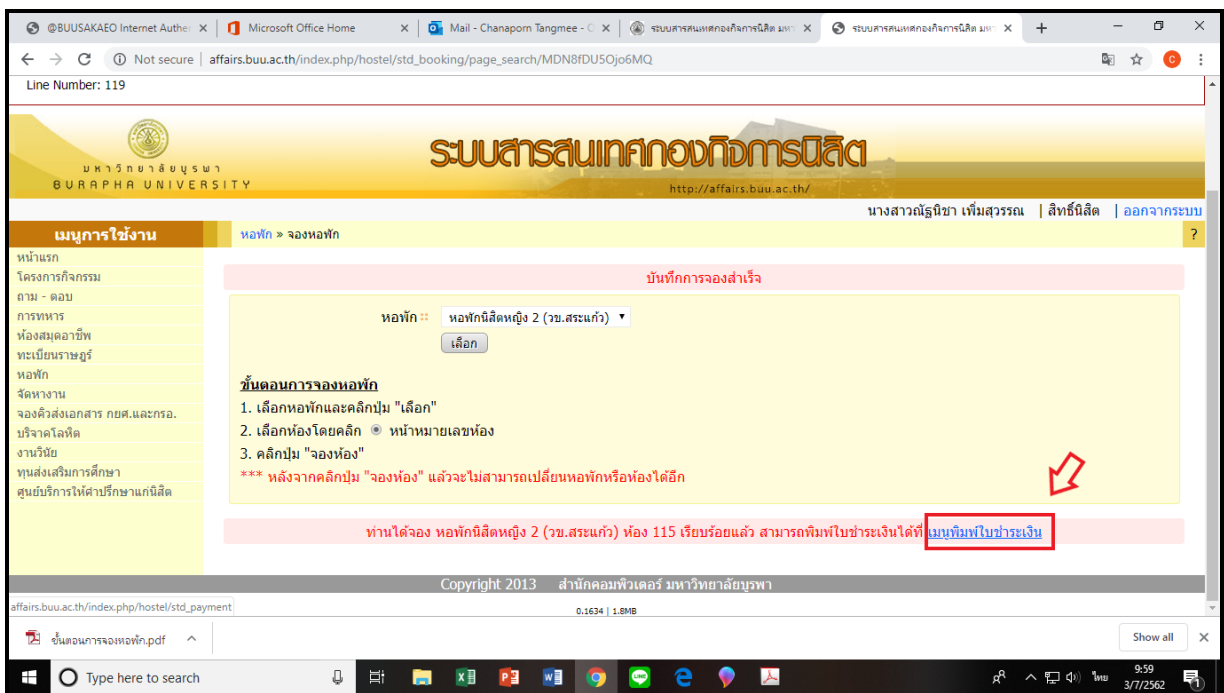 @BUUSAKAEO Internet Authe
Microsoft Office Home
Mail - Chanaporn Tangmee - O
ระบบสารสนเทศกองกิจการนิสิต มหา
ระบบสารสนเทศกองกิจการนิสิต มหา
Not secure | affairs.buu.ac.th/index.php/hostel/std_booking/page_search/MDN8fDU5Ojo6MQ
C
Line Number: 119
มหาวิทยาลัยบูรพา
BURAPHA UNIVERSITY
ระบบสารสนเทศกองกิจการนิสิต
http://affairs.buu.ac.th/
นางสาวณัฐนิชา เพิ่มสุวรรณ | สิทธิ์นิสิต | ออกจากระบบ
เมนูการใช้งาน
หอพัก » จองหอพัก
?
หน้าแรก
โครงการกิจกรรม
ถาม - ตอบ
การทหาร
ห้องสมุดอาชีพ
ทะเบียนราษฎร์
หอพัก
จัดหางาน
จองคิวส่งเอกสาร กยศ.และกรอ.
บริจาคโลหิต
งานวินัย
ทุนส่งเสริมการศึกษา
ศูนย์บริการให้คำปรึกษาแก่นิสิต
บันทึกการจองสำเร็จ
หอพัก
หอพักนิสิตหญิง 2 (วข.สระแก้ว)
เลือก
ขั้นตอนการจองหอพัก
1. เลือกหอพักและคลิกปุ่ม "เลือก"
2. เลือกห้องโดยคลิก หน้าหมายเลขห้อง
3. คลิกปุ่ม "จองห้อง"
*** หลังจากคลิกปุ่ม "จองห้อง" แล้วจะไม่สามารถเปลี่ยนหอพักหรือห้องได้อีก
ท่านได้จอง หอพักนิสิตหญิง 2 (วข.สระแก้ว) ห้อง 115 เรียบร้อยแล้ว สามารถพิมพ์ใบชำระเงินได้ที่ เมนูพิมพ์ใบชำระเงิน
Copyright 2013 สำนักคอมพิวเตอร์ มหาวิทยาลัยบูรพา
affairs.buu.ac.th/index.php/hostel/std_payment
0.1634 | 1.8MB
ขั้นตอนการจองหอพัก.pdf
Show all
Type here to search
ไทย
9:59
3/7/2562